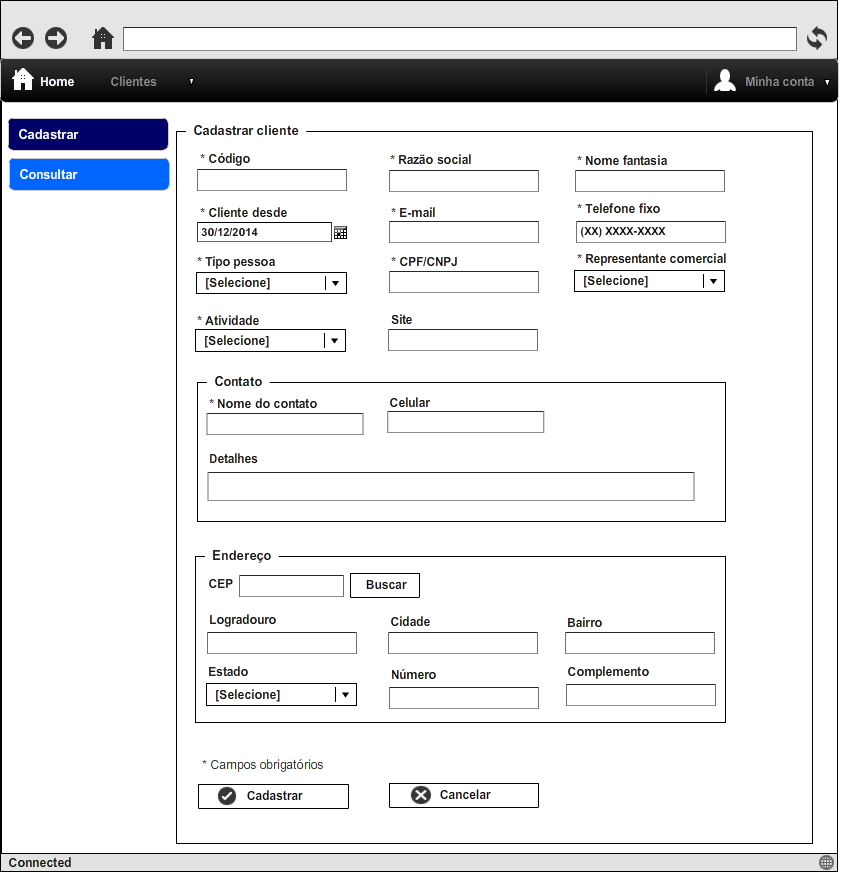 Home Clientes Minha conta
Cadastrar
Consultar
Cadastrar cliente
* Código * Razão social * Nome fantasia
* Cliente desde * E-mail * Telefone fixo
30/12/2014 (XX) XXXX-XXXX
* Tipo pessoa * CPF/CNPJ * Representante comercial
[Selecione] [Selecione]
* Atividade Site
[Selecione]
Contato
* Nome do contato Celular
Detalhes
Endereço
CEP Buscar
Logradouro Cidade Bairro
Estado Número Complemento
[Selecione]
* Campos obrigatórios
Cadastrar Cancelar
Connected